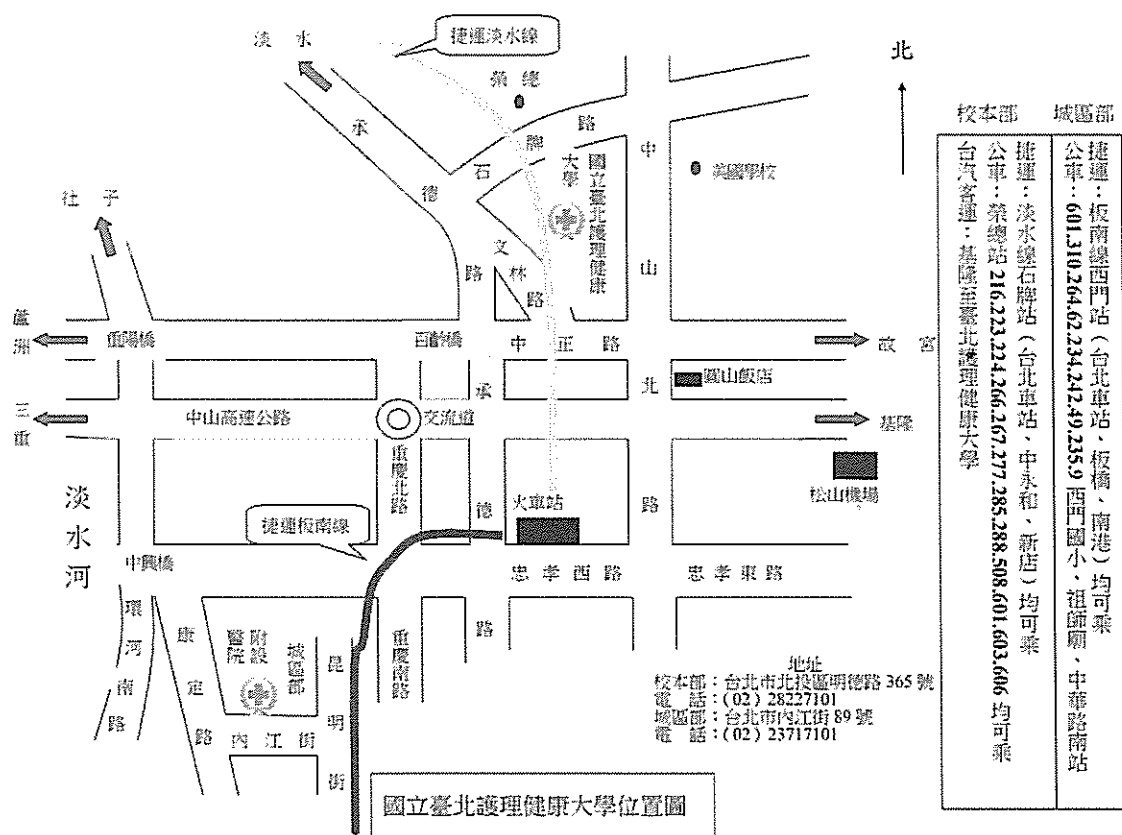 淡水
捷運淡水線
北
榮總
承德路
石牌路
中山北路
美國學校
國立臺北護理健康大學
社子
文林路
蘆洲
重陽橋
百齡橋
中正路
故宮
圓山飯店
三重
中山高速公路
交流道
承德路
基隆
重慶北路
松山機場
淡水河
捷運板南線
火車站
中興橋
忠孝西路
忠孝東路
環河南路
康定路
附設醫院
城區部
昆明街
重慶南路
內江街
地址
校本部：台北市北投區明德路 365 號
電話：(02) 28227101
城區部：台北市內江街 89 號
電話：(02) 23717101
國立臺北護理健康大學位置圖
城區部
捷運：板南線西門站（台北車站，板橋，南港）均可乘
公車：601.310.264.62.234.242.49.235.9 西門國小，祖師廟，中華路南站
校本部
捷運：淡水線石牌站（台北車站，中永和，新店）均可乘
公車：榮總站 216.223.224.266.267.277.285.288.508.601.603.606 均可乘
台汽客運：基隆至臺北護理健康大學